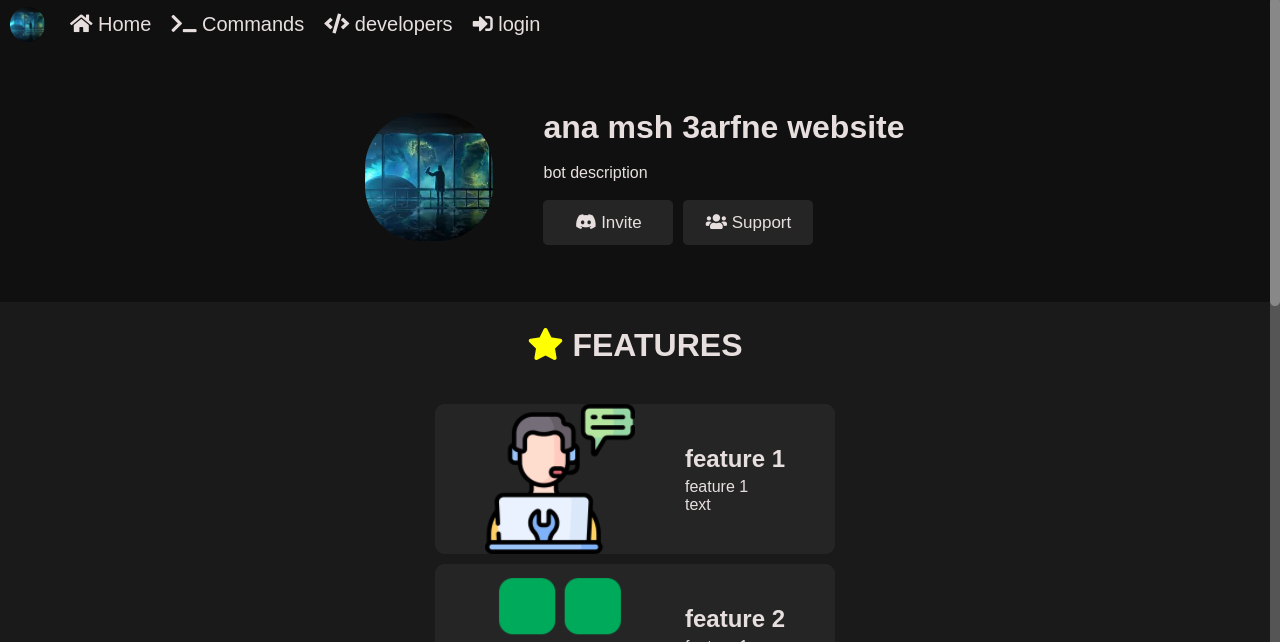 Home Commands developers login
ana msh 3arfne website
bot description
Invite Support
FEATURES
feature 1
feature 1
text
feature 2